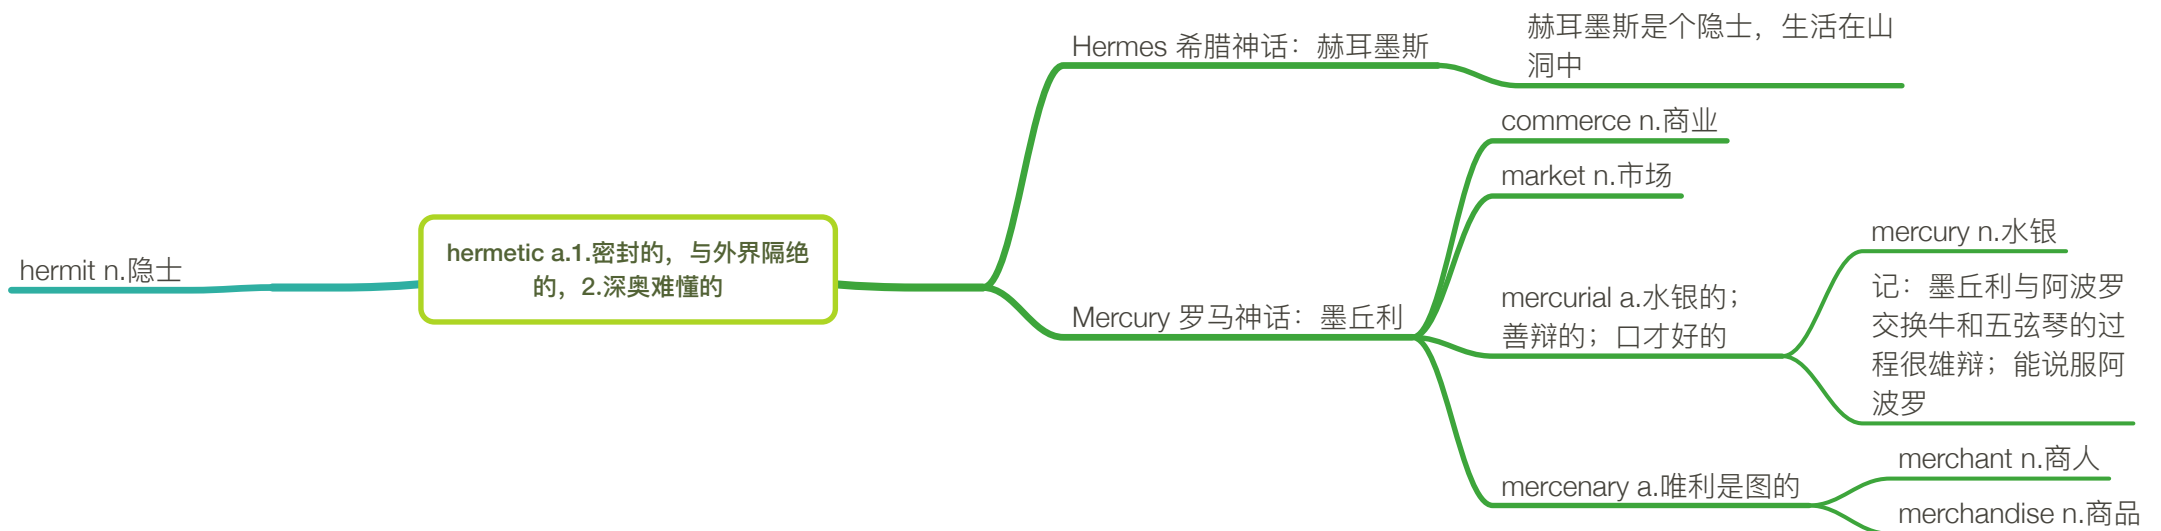 hermit n.隐士
hermetic a.1.密封的，与外界隔绝
的，2.深奥难懂的
Hermes 希腊神话：赫耳墨斯
赫耳墨斯是个隐士，生活在山
洞中
Mercury 罗马神话：墨丘利
commerce n.商业
market n.市场
mercurial a.水银的；
善辩的；口才好的
mercury n.水银
记：墨丘利与阿波罗
交换牛和五弦琴的过
程很雄辩；能说服阿
波罗
mercenary a.唯利是图的
merchant n.商人
merchandise n.商品